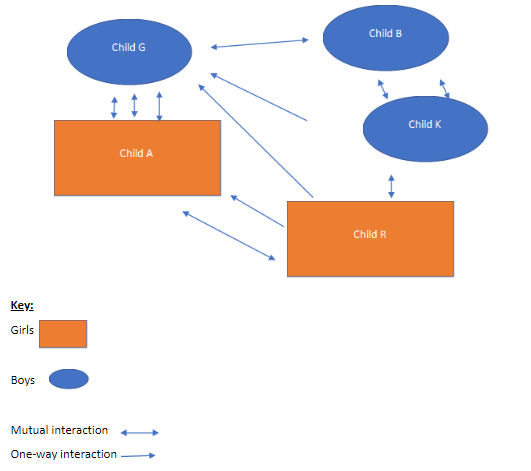 Child G
Child B
Child K
Child A
Child R
Key:
Girls
Boys
Mutual interaction
One-way interaction